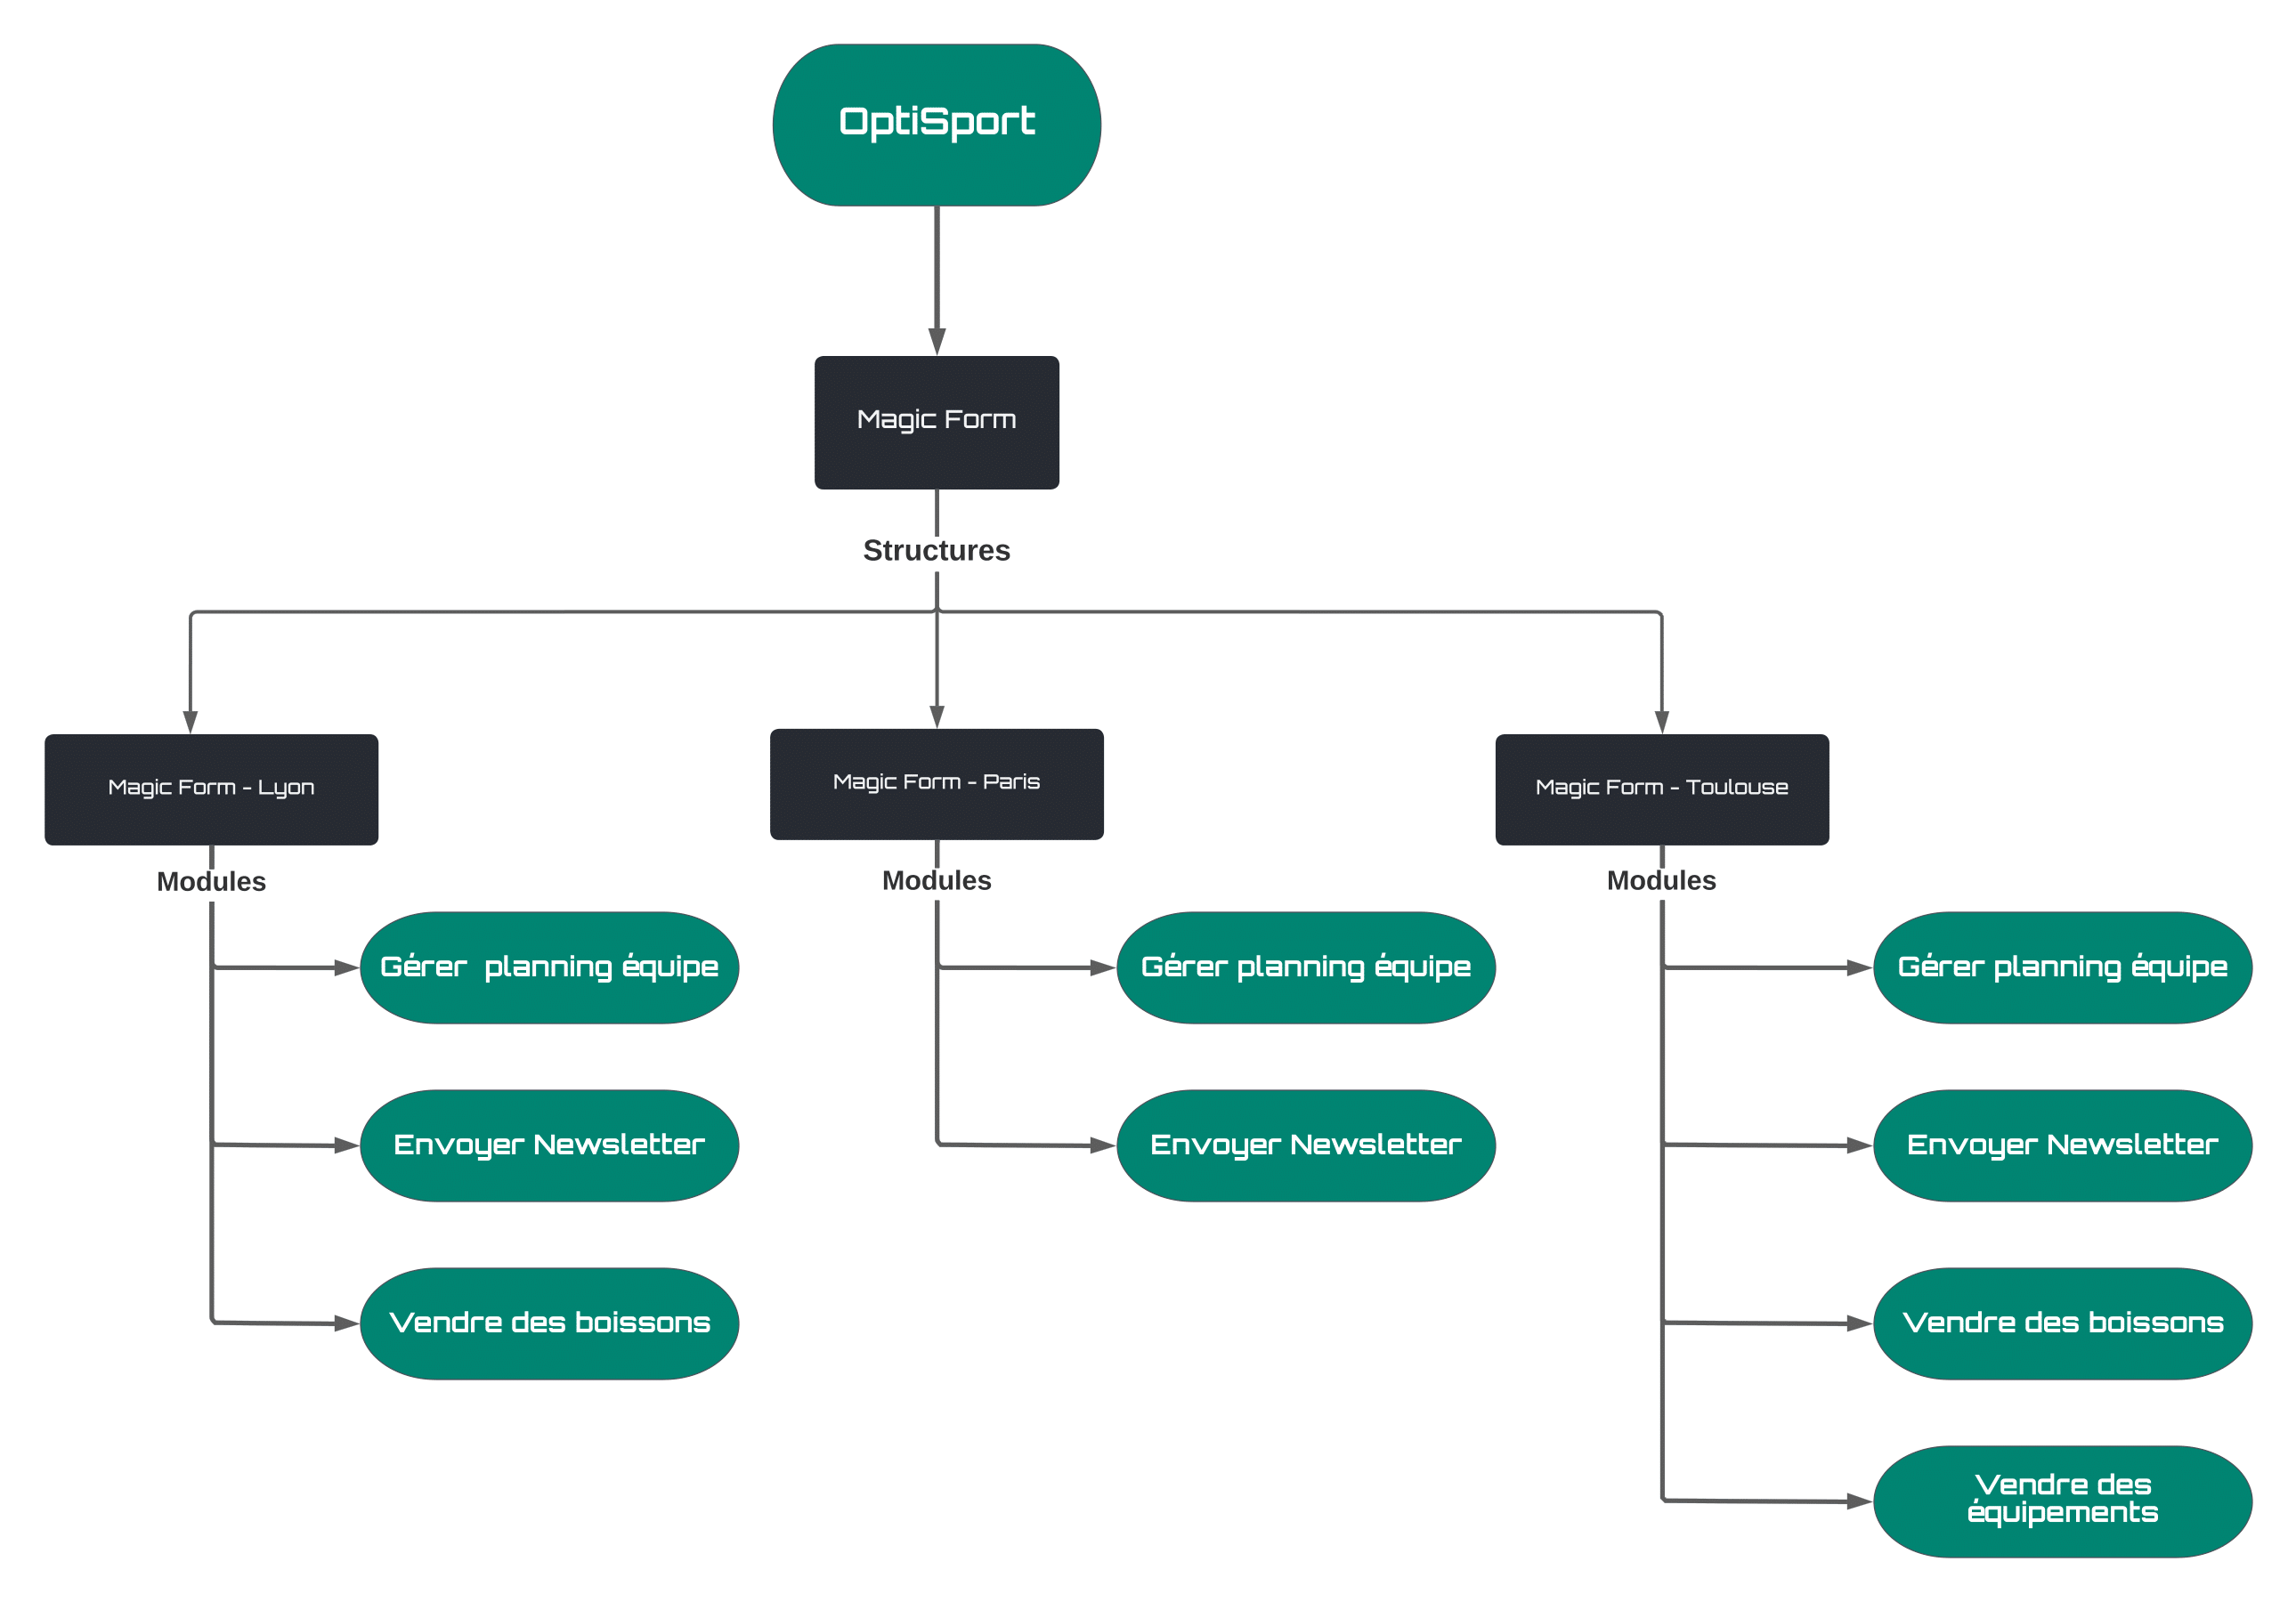 OptiSport
Magic Form
Structures
Magic Form - Lyon
Magic Form - Paris
Magic Form - Toulouse
Modules
Modules
Modules
Gérer  planning équipe
Gérer planning équipe
Gérer planning équipe
Envoyer Newsletter
Envoyer Newsletter
Envoyer Newsletter
Vendre des boissons
Vendre des boissons
Vendre des
équipements